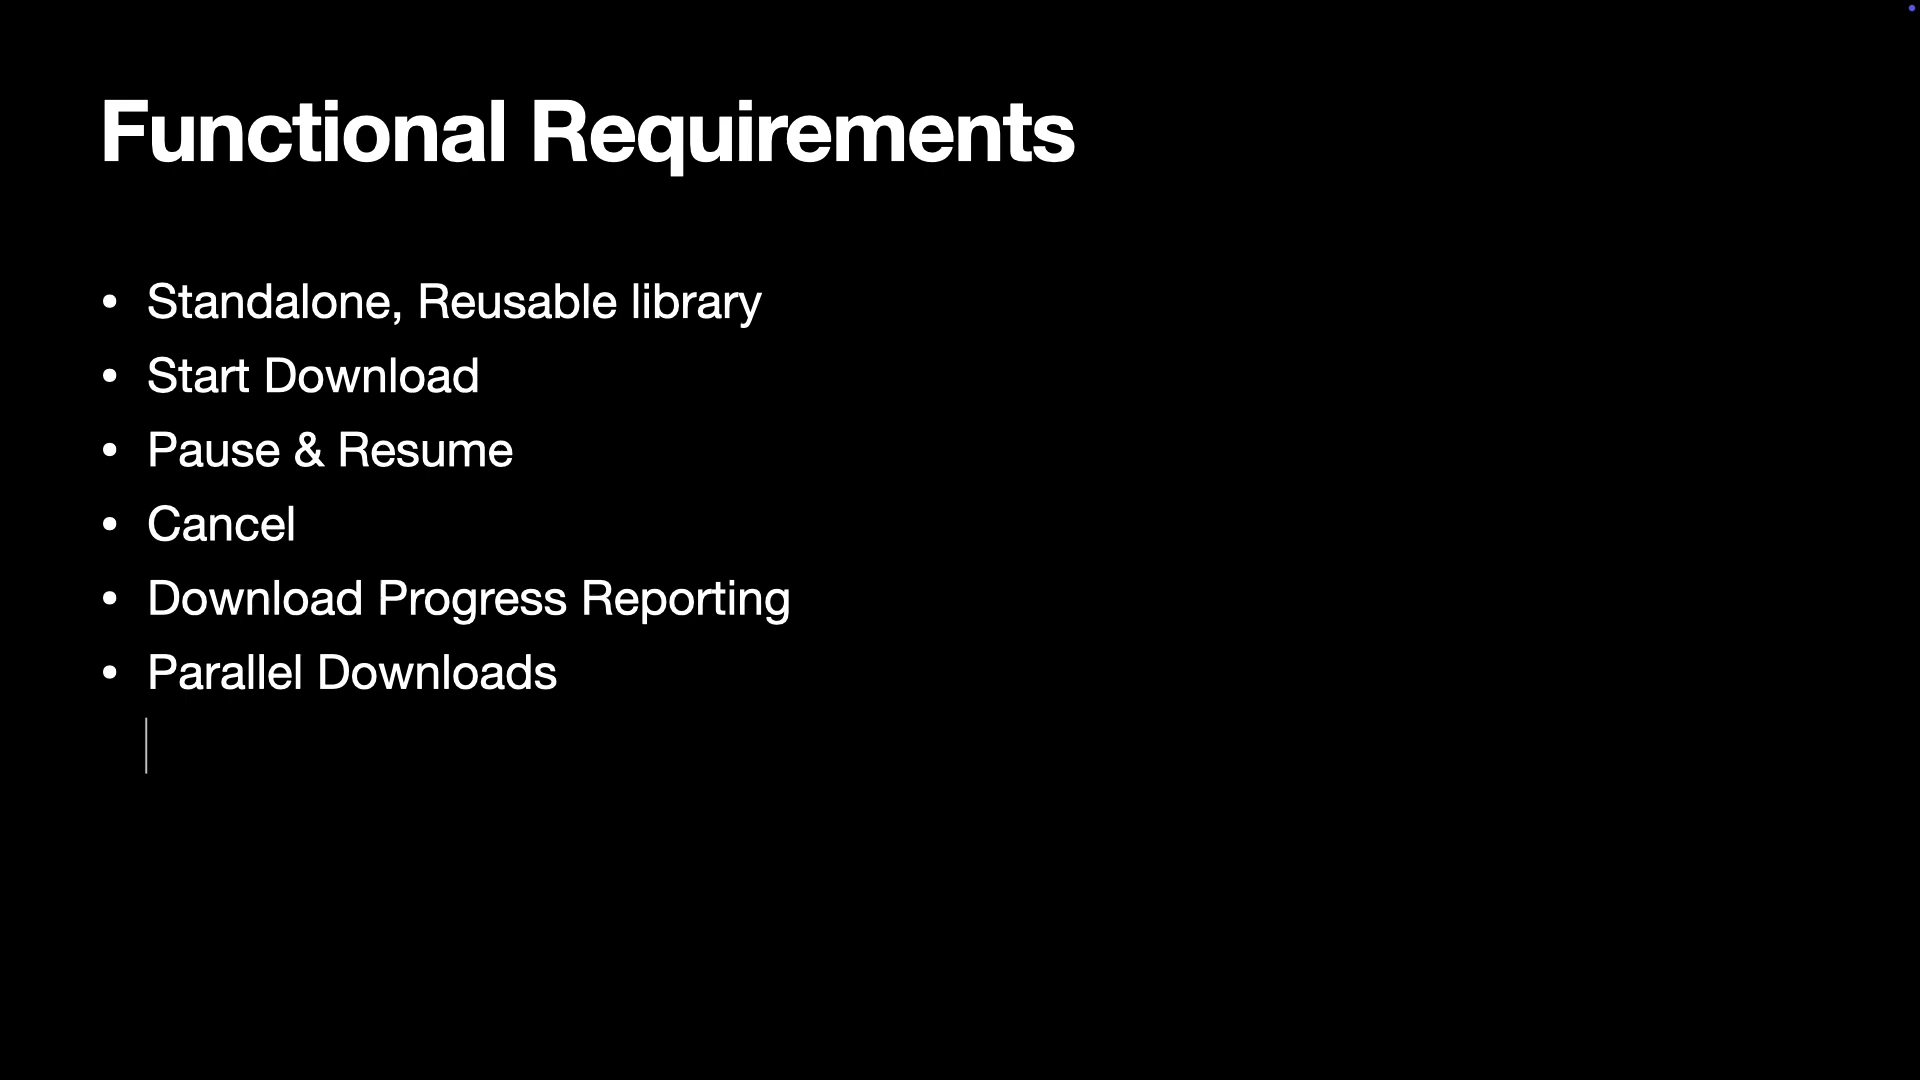 Functional Requirements
• Standalone, Reusable library
• Start Download
• Pause & Resume
• Cancel
• Download Progress Reporting
• Parallel Downloads